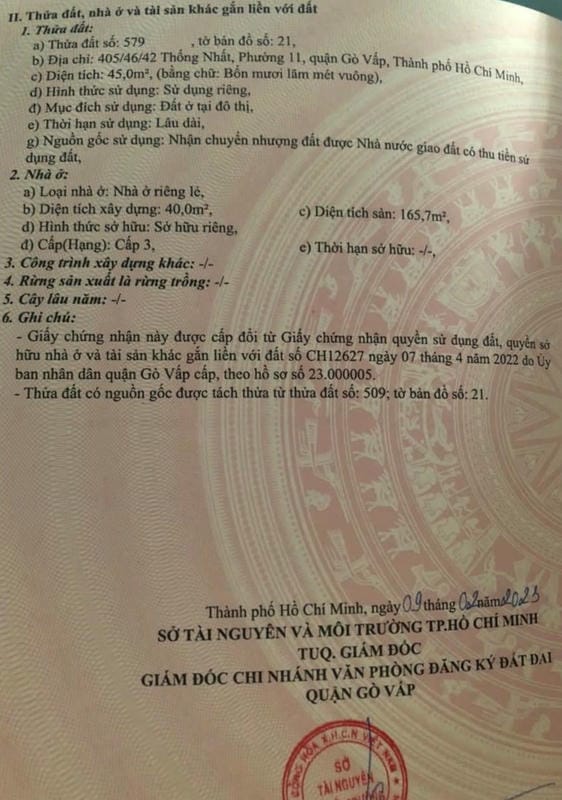 II. Thửa đất, nhà ở và tài sản khác gắn liền với đất
1. Thửa đất:
a) Thửa đất số: 579 , tờ bản đồ số: 21,
b) Địa chỉ: 405/46/42 Thống Nhất, Phường 11, quận Gò Vấp, Thành phố Hồ Chí Minh,
c) Diện tích: 45,0m², (bằng chữ: Bốn mươi lăm mét vuông),
d) Hình thức sử dụng: Sử dụng riêng,
đ) Mục đích sử dụng: Đất ở tại đô thị,
e) Thời hạn sử dụng: Lâu dài,
g) Nguồn gốc sử dụng: Nhận chuyển nhượng đất được Nhà nước giao đất có thu tiền sử
dụng đất,
2. Nhà ở:
a) Loại nhà ở: Nhà ở riêng lẻ,
b) Diện tích xây dựng: 40,0m², c) Diện tích sàn: 165,7m²,
d) Hình thức sở hữu: Sở hữu riêng,
đ) Cấp(Hạng): Cấp 3, e) Thời hạn sở hữu: -/-,
3. Công trình xây dựng khác: -/-
4. Rừng sản xuất là rừng trồng: -/-
5. Cây lâu năm: -/-
6. Ghi chú:
- Giấy chứng nhận này được cấp đổi từ Giấy chứng nhận quyền sử dụng đất, quyền sở
hữu nhà ở và tài sản khác gắn liền với đất số CH12627 ngày 07 tháng 4 năm 2022 do Ủy
ban nhân dân quận Gò Vấp cấp, theo hồ sơ số 23.000005.
- Thửa đất có nguồn gốc được tách thửa từ thửa đất số: 509; tờ bản đồ số: 21.
Thành phố Hồ Chí Minh, ngày 09 tháng 02 năm 2023
SỞ TÀI NGUYÊN VÀ MÔI TRƯỜNG TP.HỒ CHÍ MINH
TUQ. GIÁM ĐỐC
GIÁM ĐỐC CHI NHÁNH VĂN PHÒNG ĐĂNG KÝ ĐẤT ĐAI
QUẬN GÒ VẤP
CỘNG HÒA X.H.C.N VIỆT NAM
SỞ
TÀI NGUYÊN